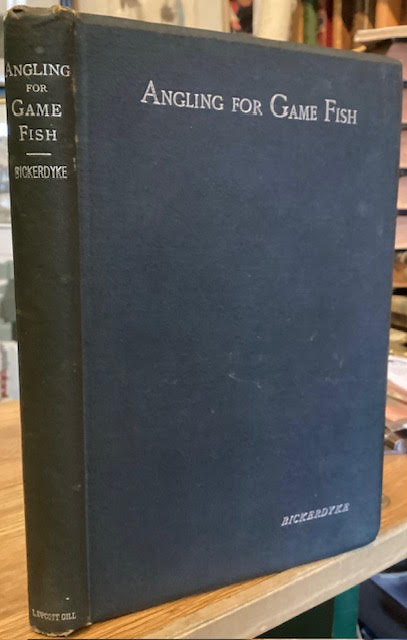 ANGLING
FOR
GAME
FISH
BICKERDYKE
L. UPCOTT GILL
ANGLING FOR GAME FISH
BICKERDYKE